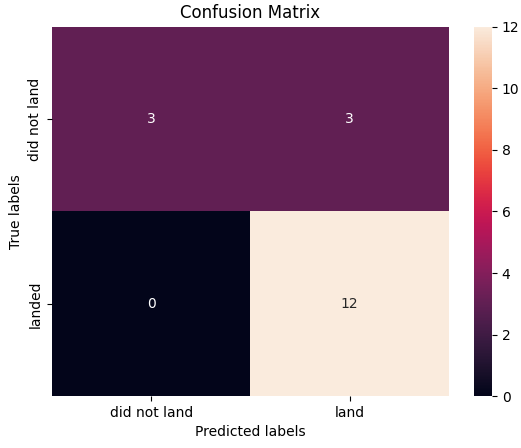 Confusion Matrix
True labels
did not land
landed
3
3
0
12
did not land
land
Predicted labels
12
10
8
6
4
2
0